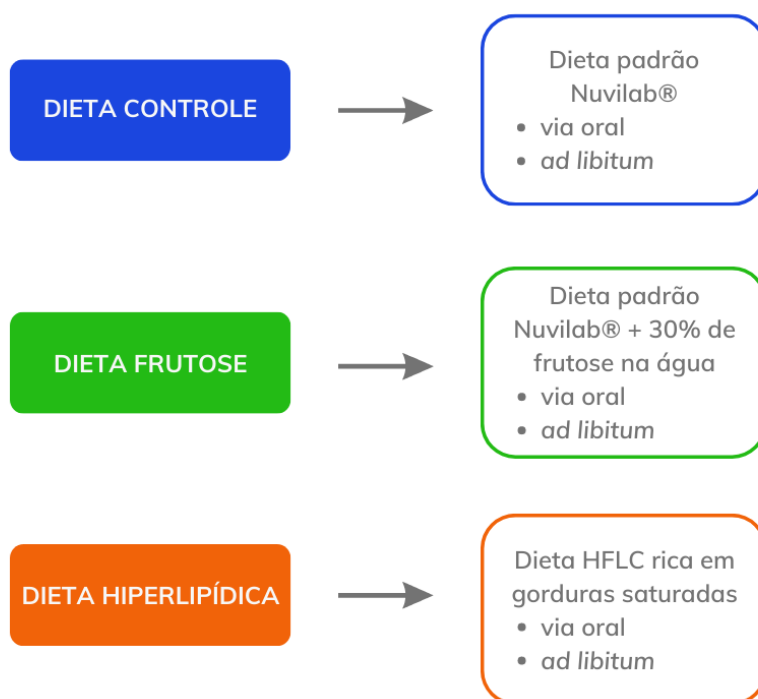 DIETA CONTROLE
Dieta padrão
Nuvilab®
• via oral
• ad libitum
DIETA FRUTOSE
Dieta padrão
Nuvilab® + 30% de
frutose na água
• via oral
• ad libitum
DIETA HIPERLIPÍDICA
Dieta HFLC rica em
gorduras saturadas
• via oral
• ad libitum